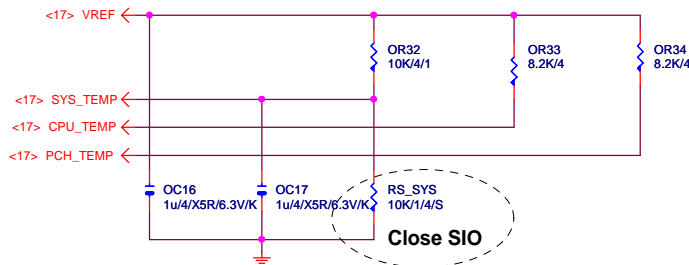 <17> VREF
OR32
10K/4/1
OR33
8.2K/4
OR34
8.2K/4
<17> SYS_TEMP
<17> CPU_TEMP
<17> PCH_TEMP
OC16
1u/4/X5R/6.3V/K
OC17
1u/4/X5R/6.3V/K
RS_SYS
10K/1/4/S
Close SIO